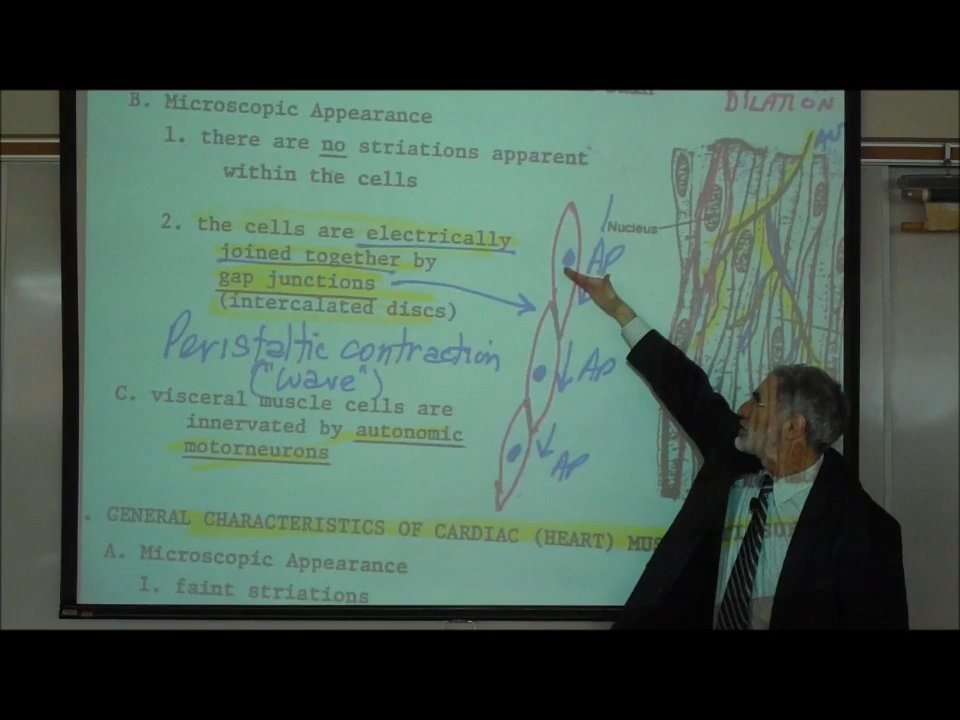 DILATION
B. Microscopic Appearance
1. there are no striations apparent
within the cells
2. the cells are electrically
joined together by
gap junctions
(intercalated discs)
Nucleus
AP
Peristaltic contraction
("wave")
AP
C. visceral muscle cells are
innervated by autonomic
motorneurons
AP
GENERAL CHARACTERISTICS OF CARDIAC (HEART)
A. Microscopic Appearance
1. faint striations